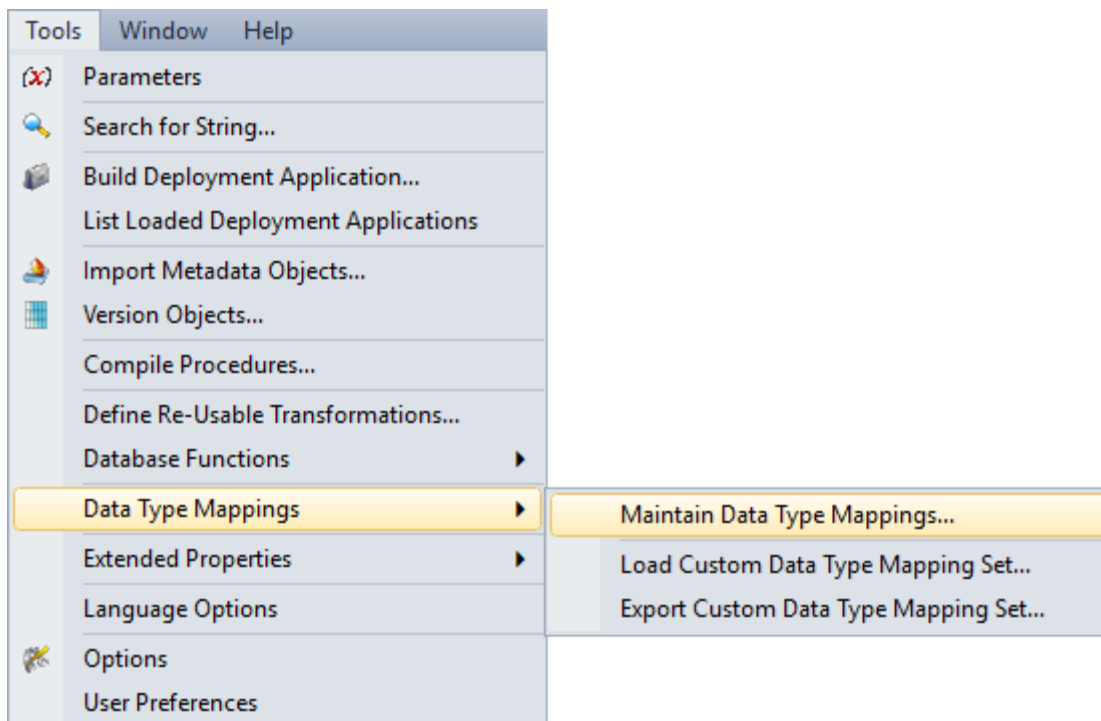 Tools Window Help
(x) Parameters
Search for String...
Build Deployment Application...
List Loaded Deployment Applications
Import Metadata Objects...
Version Objects...
Compile Procedures...
Define Re-Usable Transformations...
Database Functions
Data Type Mappings
Maintain Data Type Mappings...
Load Custom Data Type Mapping Set...
Export Custom Data Type Mapping Set...
Extended Properties
Language Options
Options
User Preferences